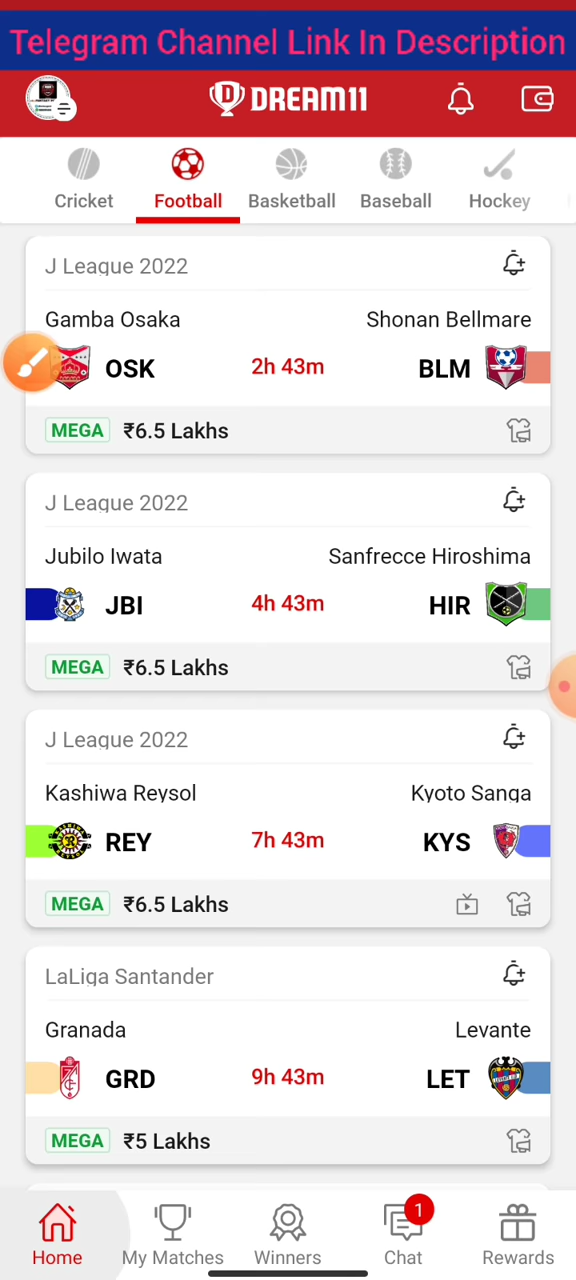 Telegram Channel Link In Description
DREAM11
Cricket Football Basketball Baseball Hockey
J League 2022
Gamba Osaka Shonan Bellmare
OSK 2h 43m BLM
MEGA ₹6.5 Lakhs
J League 2022
Jubilo Iwata Sanfrecce Hiroshima
JBI 4h 43m HIR
MEGA ₹6.5 Lakhs
J League 2022
Kashiwa Reysol Kyoto Sanga
REY 7h 43m KYS
MEGA ₹6.5 Lakhs
LaLiga Santander
Granada Levante
GRD 9h 43m LET
MEGA ₹5 Lakhs
1
Home My Matches Winners Chat Rewards